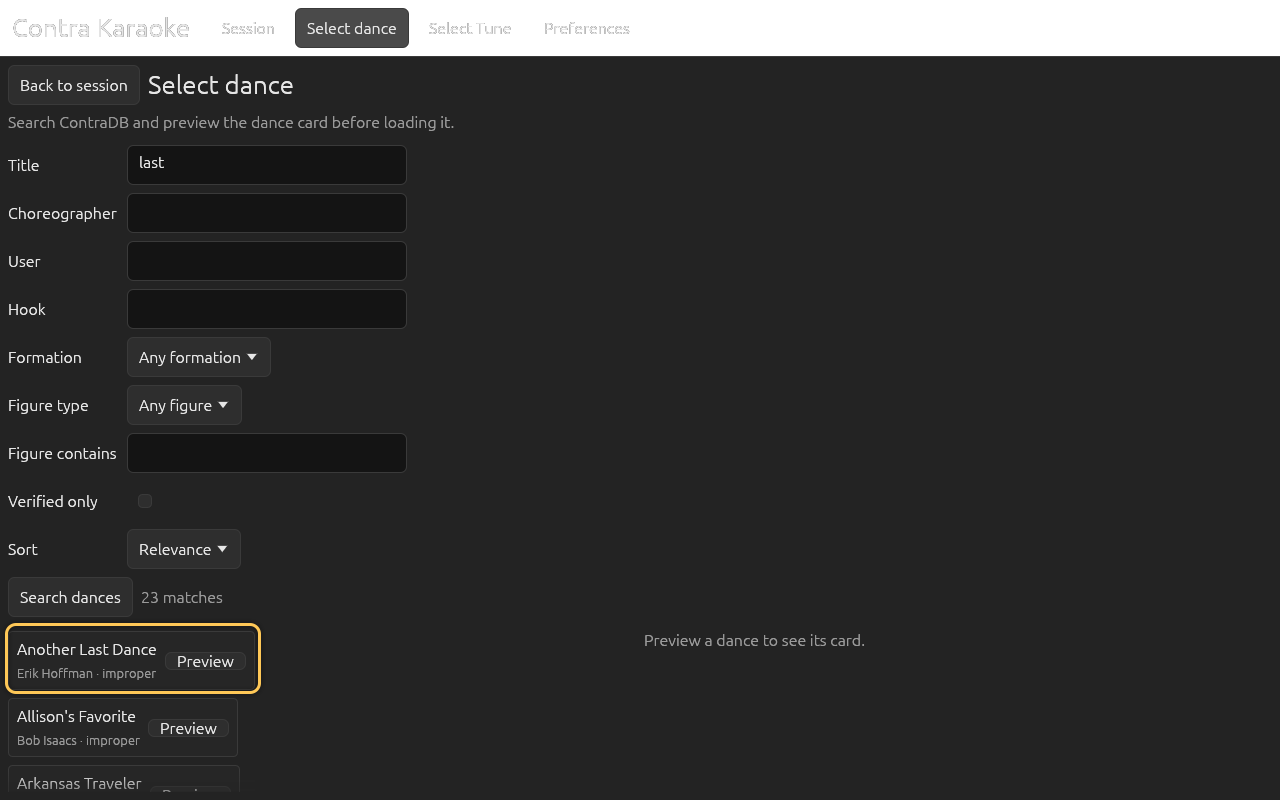 Contra Karaoke Session Select dance Select Tune Preferences
Back to session Select dance
Search ContraDB and preview the dance card before loading it.
Title last
Choreographer
User
Hook
Formation Any formation
Figure type Any figure
Figure contains
Verified only
Sort Relevance
Search dances 23 matches
Another Last Dance
Erik Hoffman · improper
Preview
Preview a dance to see its card.
Allison's Favorite
Bob Isaacs · improper
Preview
Arkansas Traveler